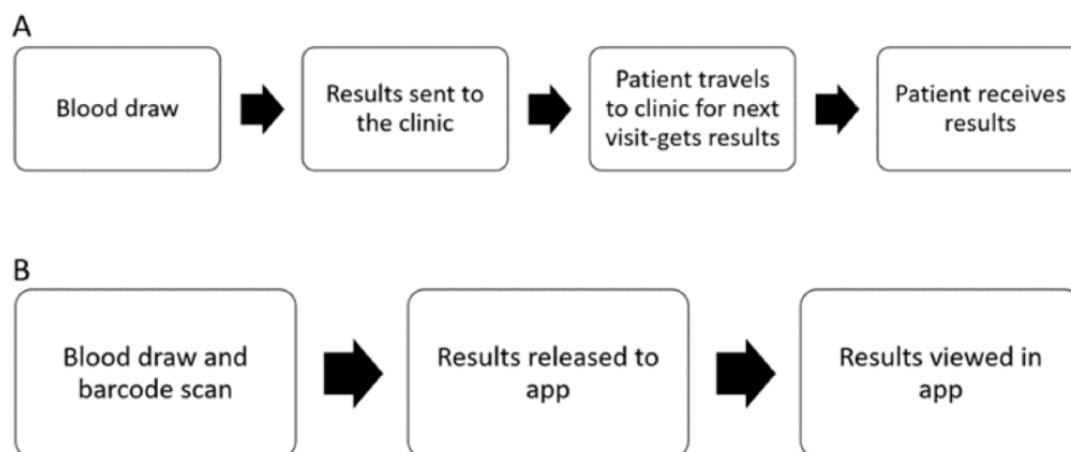 A
Blood draw
Results sent to
the clinic
Patient travels
to clinic for next
visit-gets results
Patient receives
results
B
Blood draw and
barcode scan
Results released to
app
Results viewed in
app